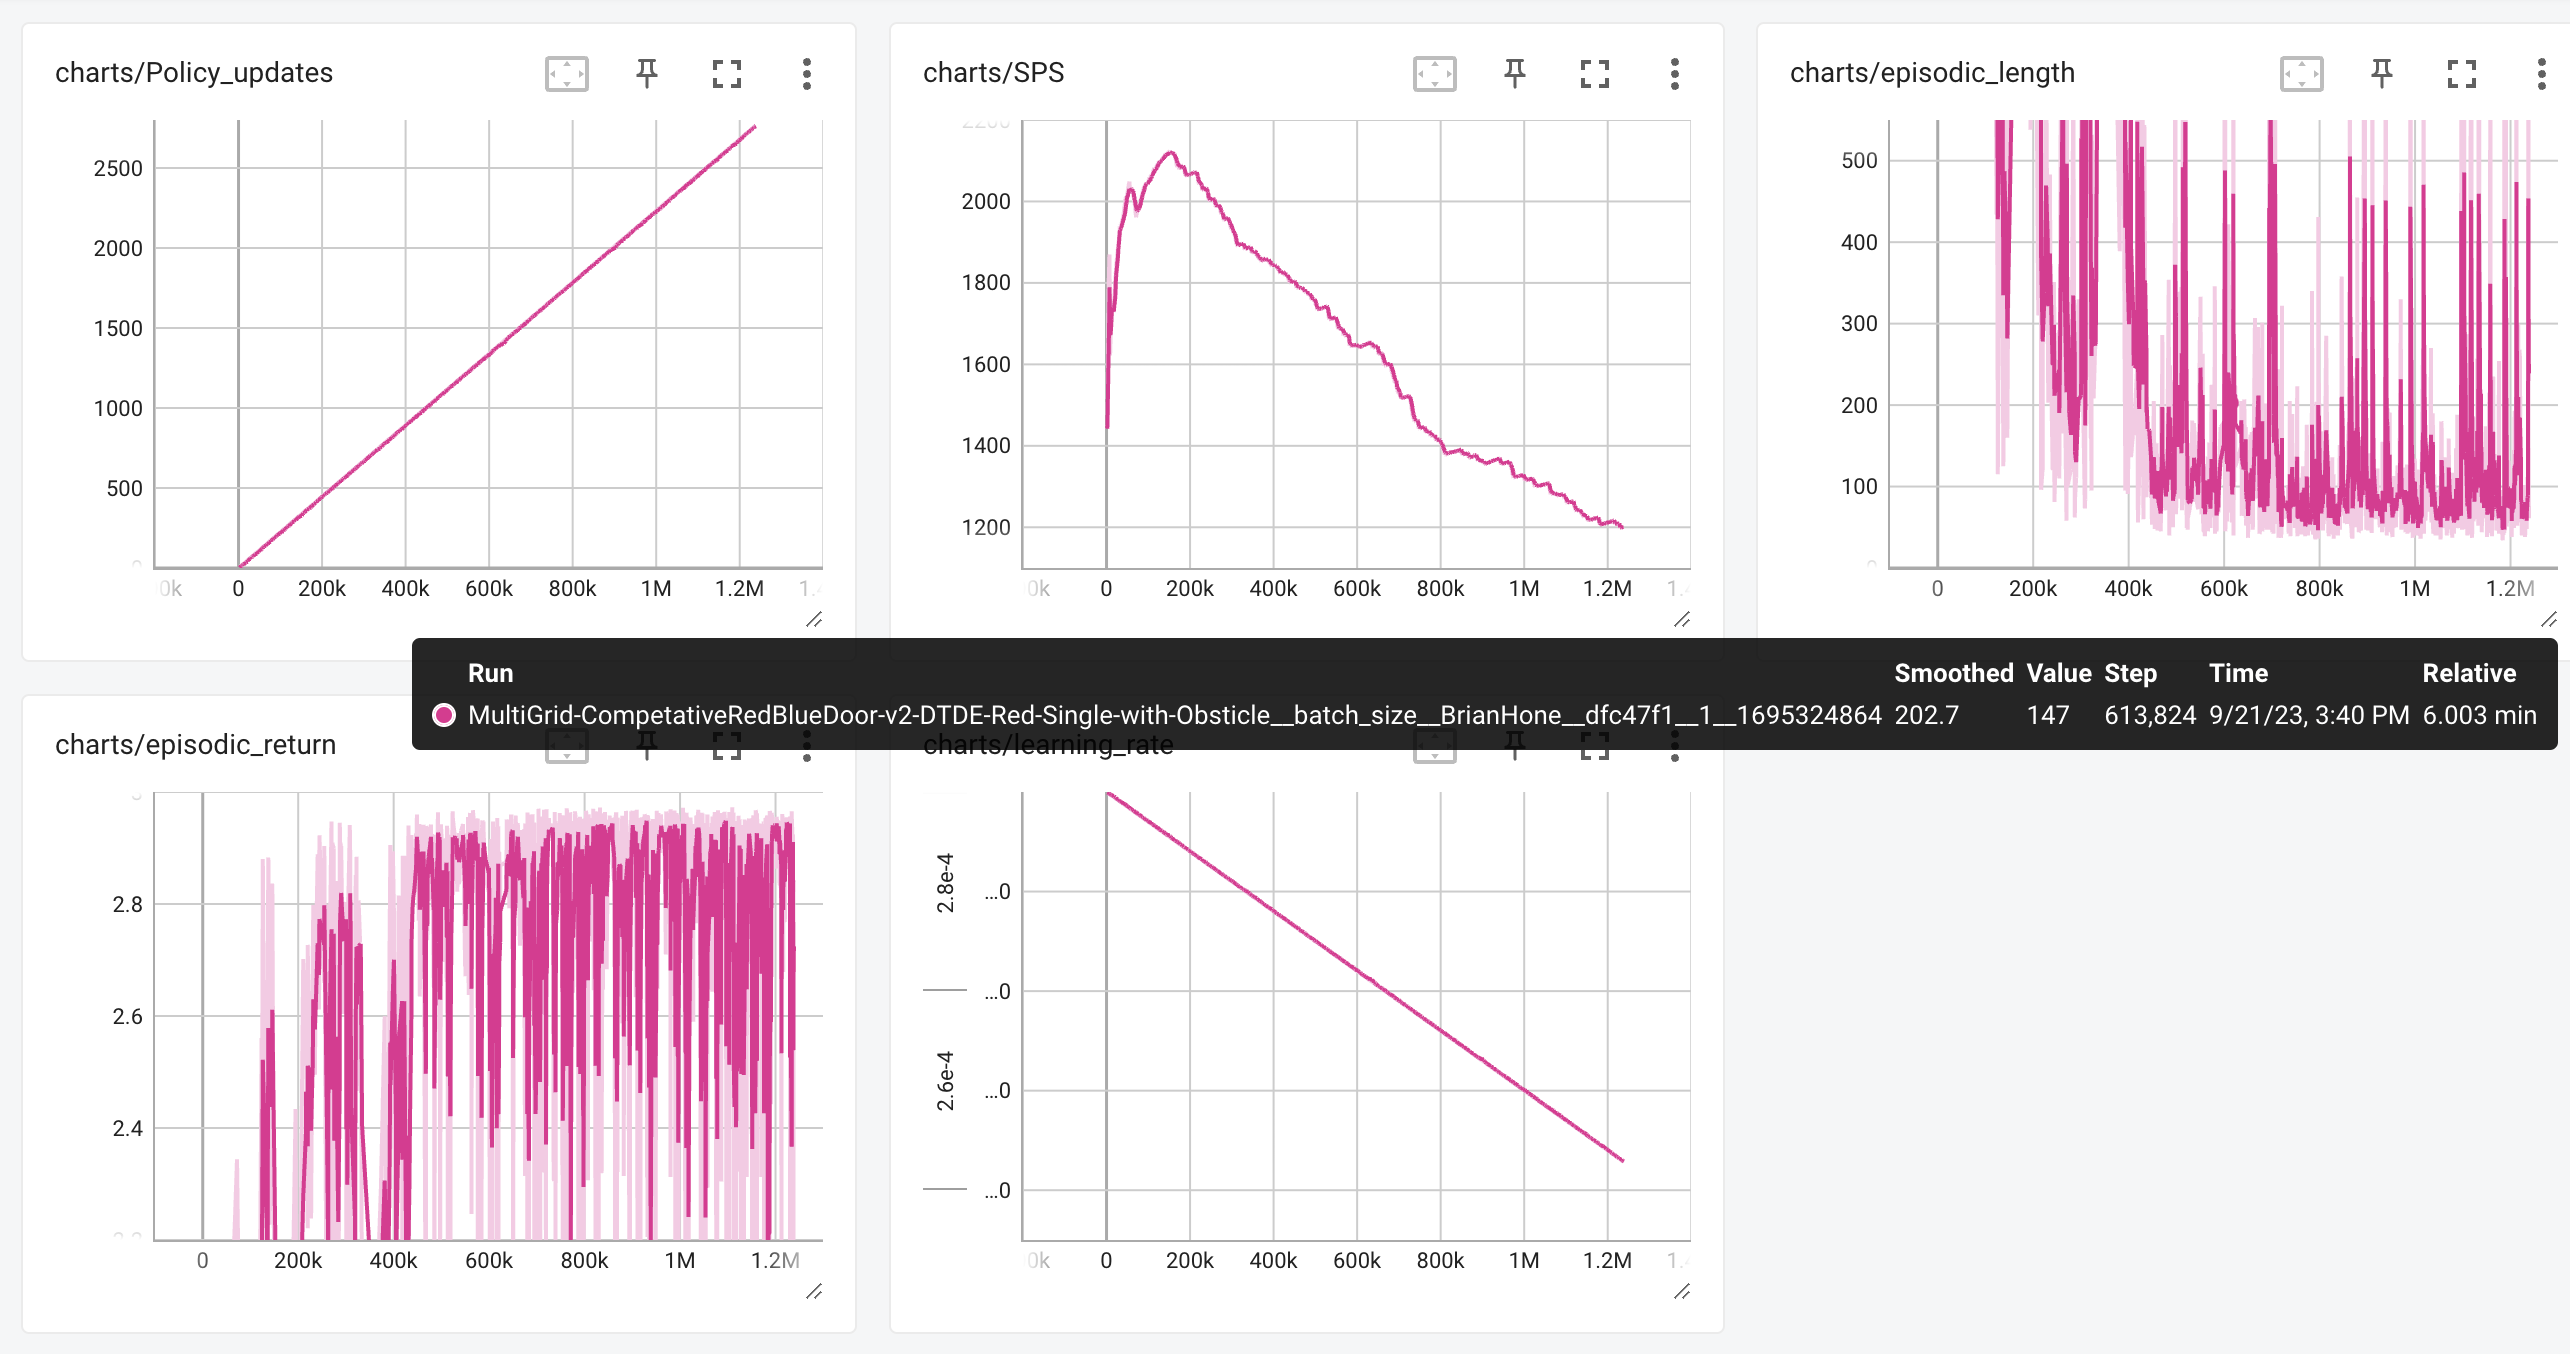 charts/Policy_updates
2500
2000
1500
1000
500
0k 0 200k 400k 600k 800k 1M 1.2M 1.4
charts/SPS
2200
2000
1800
1600
1400
1200
0k 0 200k 400k 600k 800k 1M 1.2M 1.4
charts/episodic_length
500
400
300
200
100
0 200k 400k 600k 800k 1M 1.2M
Run Smoothed Value Step Time Relative
MultiGrid-CompetativeRedBlueDoor-v2-DTDE-Red-Single-with-Obsticle__batch_size__BrianHone__dfc47f1__1__1695324864 202.7 147 613,824 9/21/23, 3:40 PM 6.003 min
charts/episodic_return
2.8
2.6
2.4
0 200k 400k 600k 800k 1M 1.2M
charts/learning_rate
2.8e-4
...0
...0
2.6e-4
...0
...0
0k 0 200k 400k 600k 800k 1M 1.2M 1.4